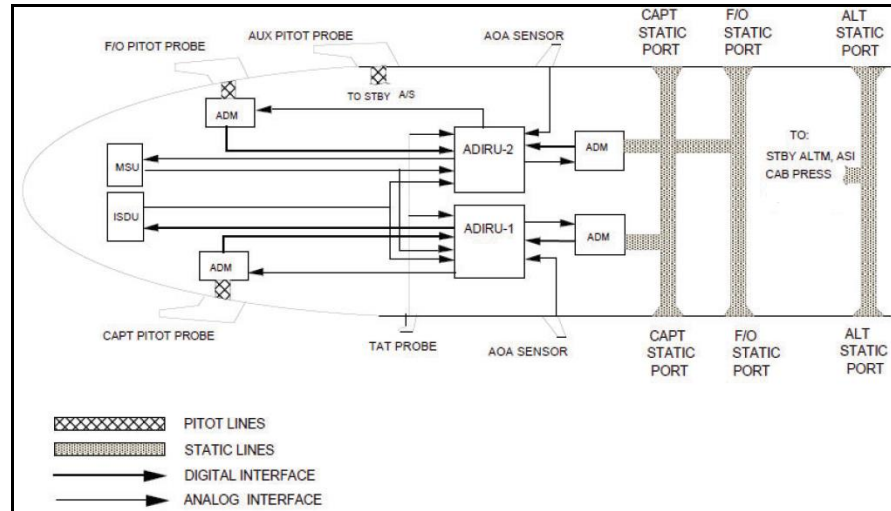 F/O PITOT PROBE
AUX PITOT PROBE
AOA SENSOR
CAPT
STATIC
PORT
F/O
STATIC
PORT
ALT
STATIC
PORT
TO STBY A/S
ADM
MSU
ISDU
ADM
ADIRU-2
ADIRU-1
ADM
ADM
TO:
STBY ALTM, ASI
CAB PRESS
CAPT PITOT PROBE
TAT PROBE
AOA SENSOR
CAPT
STATIC
PORT
F/O
STATIC
PORT
ALT
STATIC
PORT
PITOT LINES
STATIC LINES
DIGITAL INTERFACE
ANALOG INTERFACE